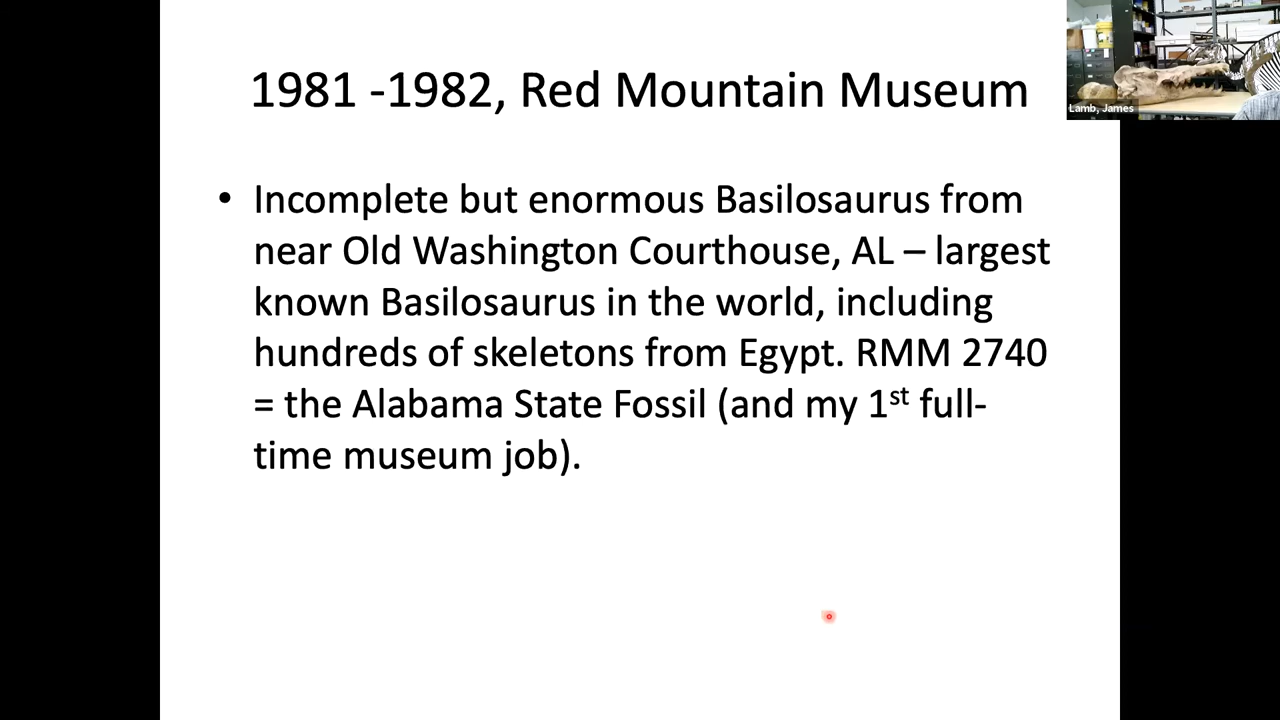 1981 -1982, Red Mountain Museum
Lamb, James
• Incomplete but enormous Basilosaurus from
near Old Washington Courthouse, AL – largest
known Basilosaurus in the world, including
hundreds of skeletons from Egypt. RMM 2740
= the Alabama State Fossil (and my 1st full-
time museum job).